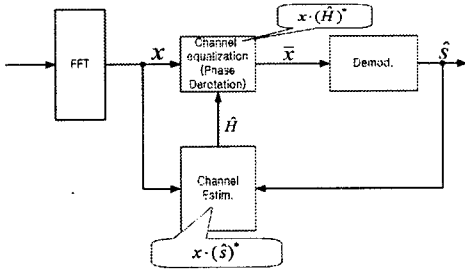 x·(Ĥ)*
FFT
x
Channel
equalization
(Phase
Derotation)
x̄
Demod.
ŝ
Ĥ
Channel
Estim.
x·(ŝ)*